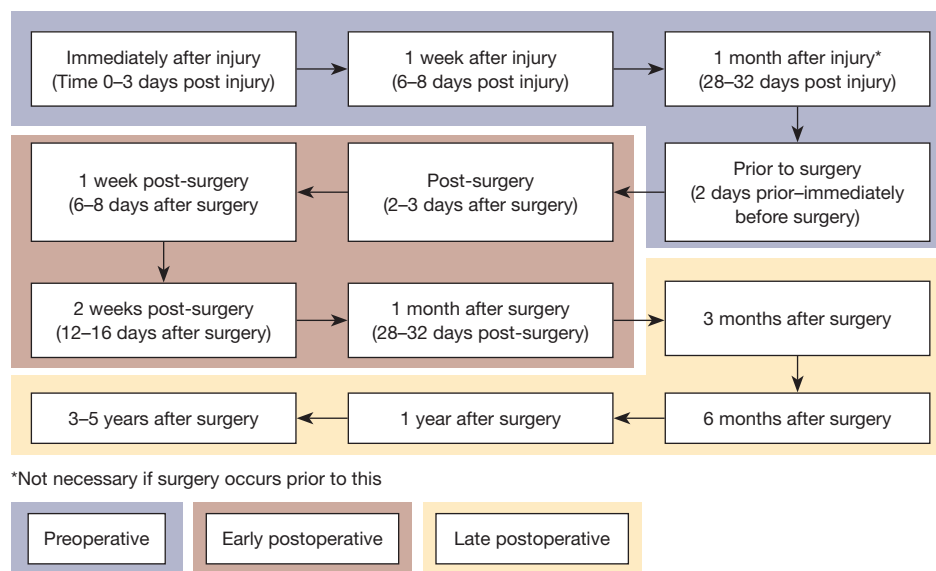 Immediately after injury
(Time 0–3 days post injury)
1 week after injury
(6–8 days post injury)
1 month after injury*
(28–32 days post injury)
Prior to surgery
(2 days prior–immediately
before surgery)
Post-surgery
(2–3 days after surgery)
1 week post-surgery
(6–8 days after surgery
2 weeks post-surgery
(12–16 days after surgery)
1 month after surgery
(28–32 days post-surgery)
3 months after surgery
6 months after surgery
1 year after surgery
3–5 years after surgery
*Not necessary if surgery occurs prior to this
Preoperative
Early postoperative
Late postoperative